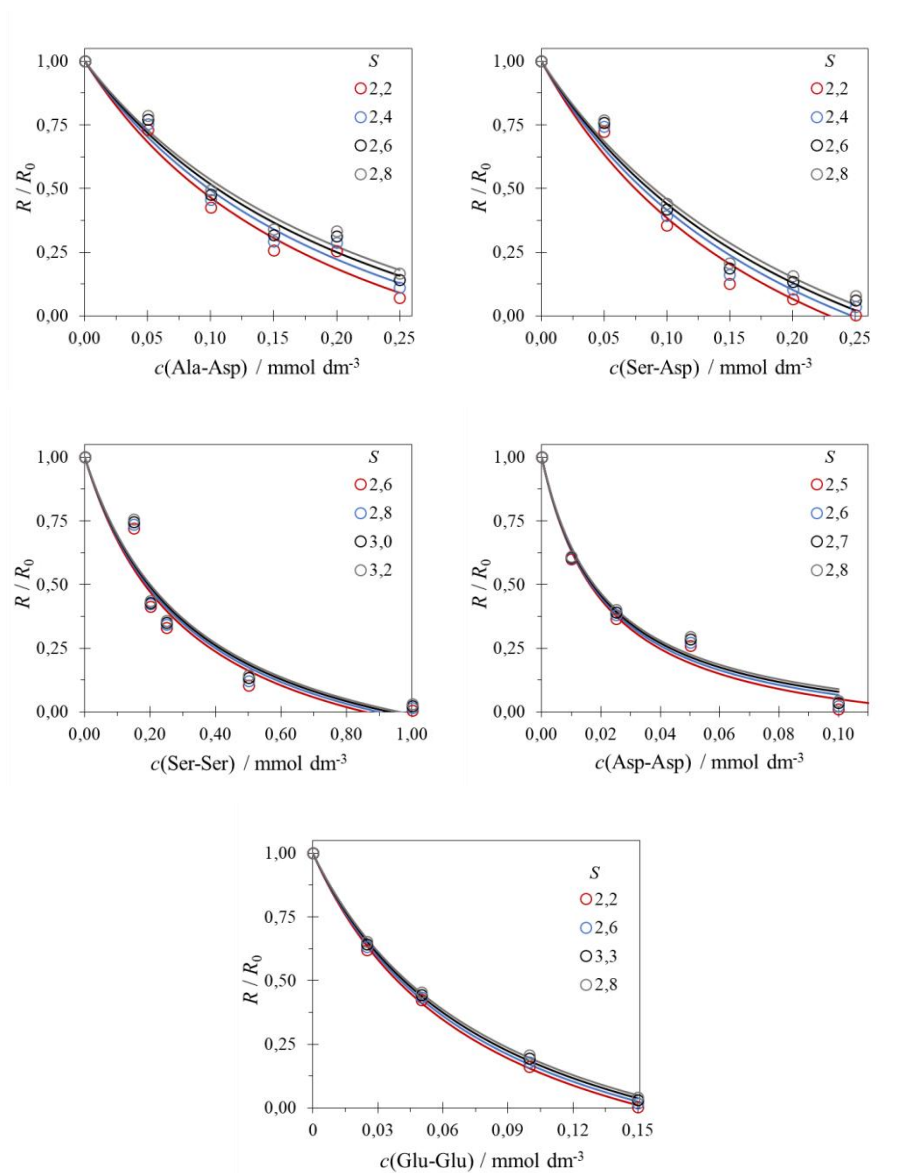 S
2,2
2,4
2,6
2,8
1,00
0,75
0,50
0,25
0,00
R / R0
0,00 0,05 0,10 0,15 0,20 0,25
c(Ala-Asp) / mmol dm-3
S
2,2
2,4
2,6
2,8
1,00
0,75
0,50
0,25
0,00
R / R0
0,00 0,05 0,10 0,15 0,20 0,25
c(Ser-Asp) / mmol dm-3
S
2,6
2,8
3,0
3,2
1,00
0,75
0,50
0,25
0,00
R / R0
0,00 0,20 0,40 0,60 0,80 1,00
c(Ser-Ser) / mmol dm-3
S
2,5
2,6
2,7
2,8
1,00
0,75
0,50
0,25
0,00
R / R0
0,00 0,02 0,04 0,06 0,08 0,10
c(Asp-Asp) / mmol dm-3
S
2,2
2,6
3,3
2,8
1,00
0,75
0,50
0,25
0,00
R / R0
0 0,03 0,06 0,09 0,12 0,15
c(Glu-Glu) / mmol dm-3